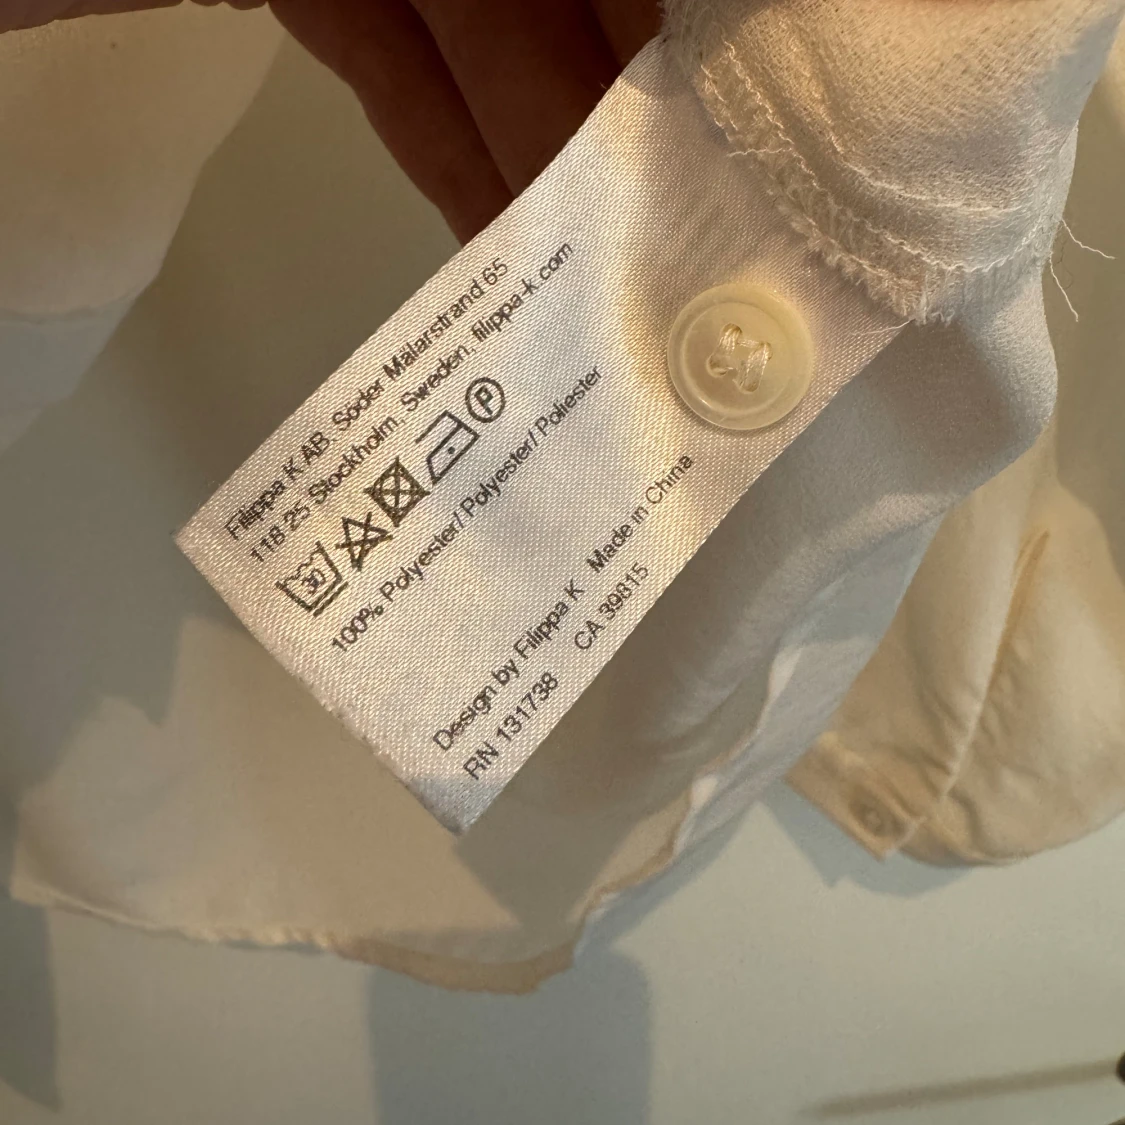 Filippa K AB, Söder Mälarstrand 65
118 25 Stockholm, Sweden, filippa-k.com
30 P
100% Polyester/ Polyester/ Poliester
Design by Filippa K Made in China
RN 131738 CA 39815